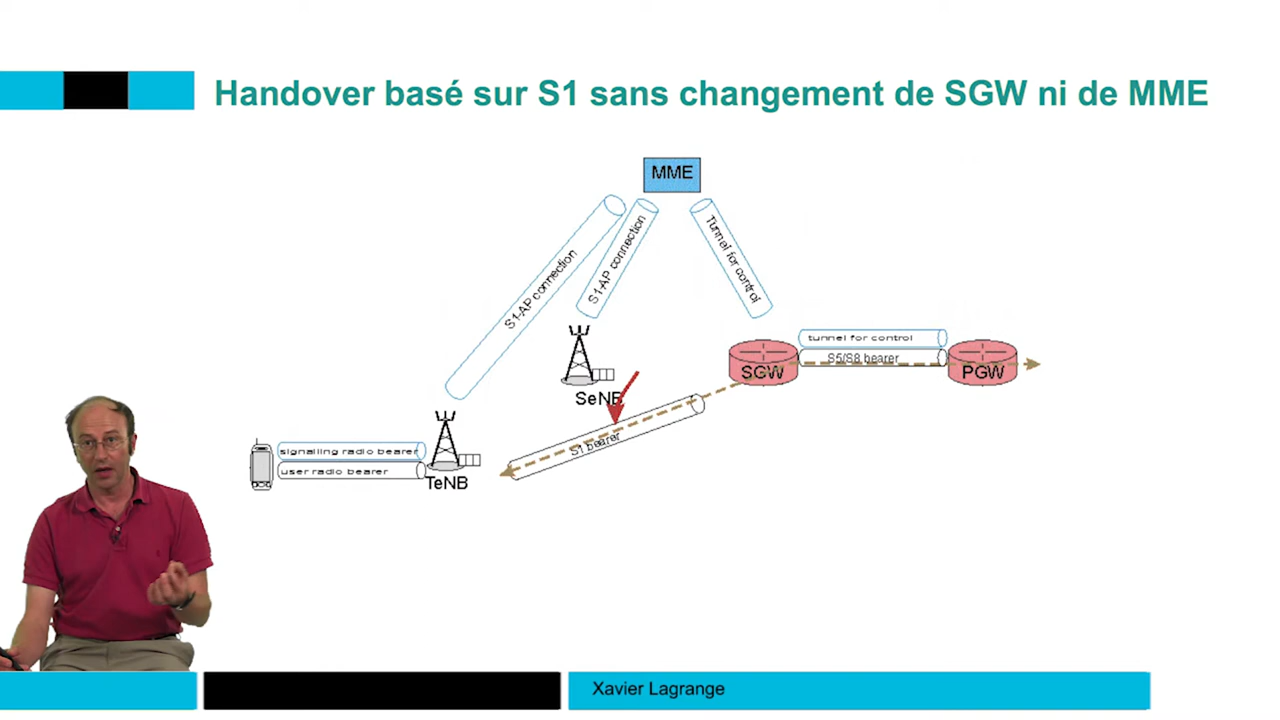 Handover basé sur S1 sans changement de SGW ni de MME
MME
S1-AP connection
S1-AP connection
Tunnel for control
tunnel for control
S5/S8 bearer
SGW
PGW
SeNB
S1 bearer
signalling radio bearer
user radio bearer
TeNB
Xavier Lagrange